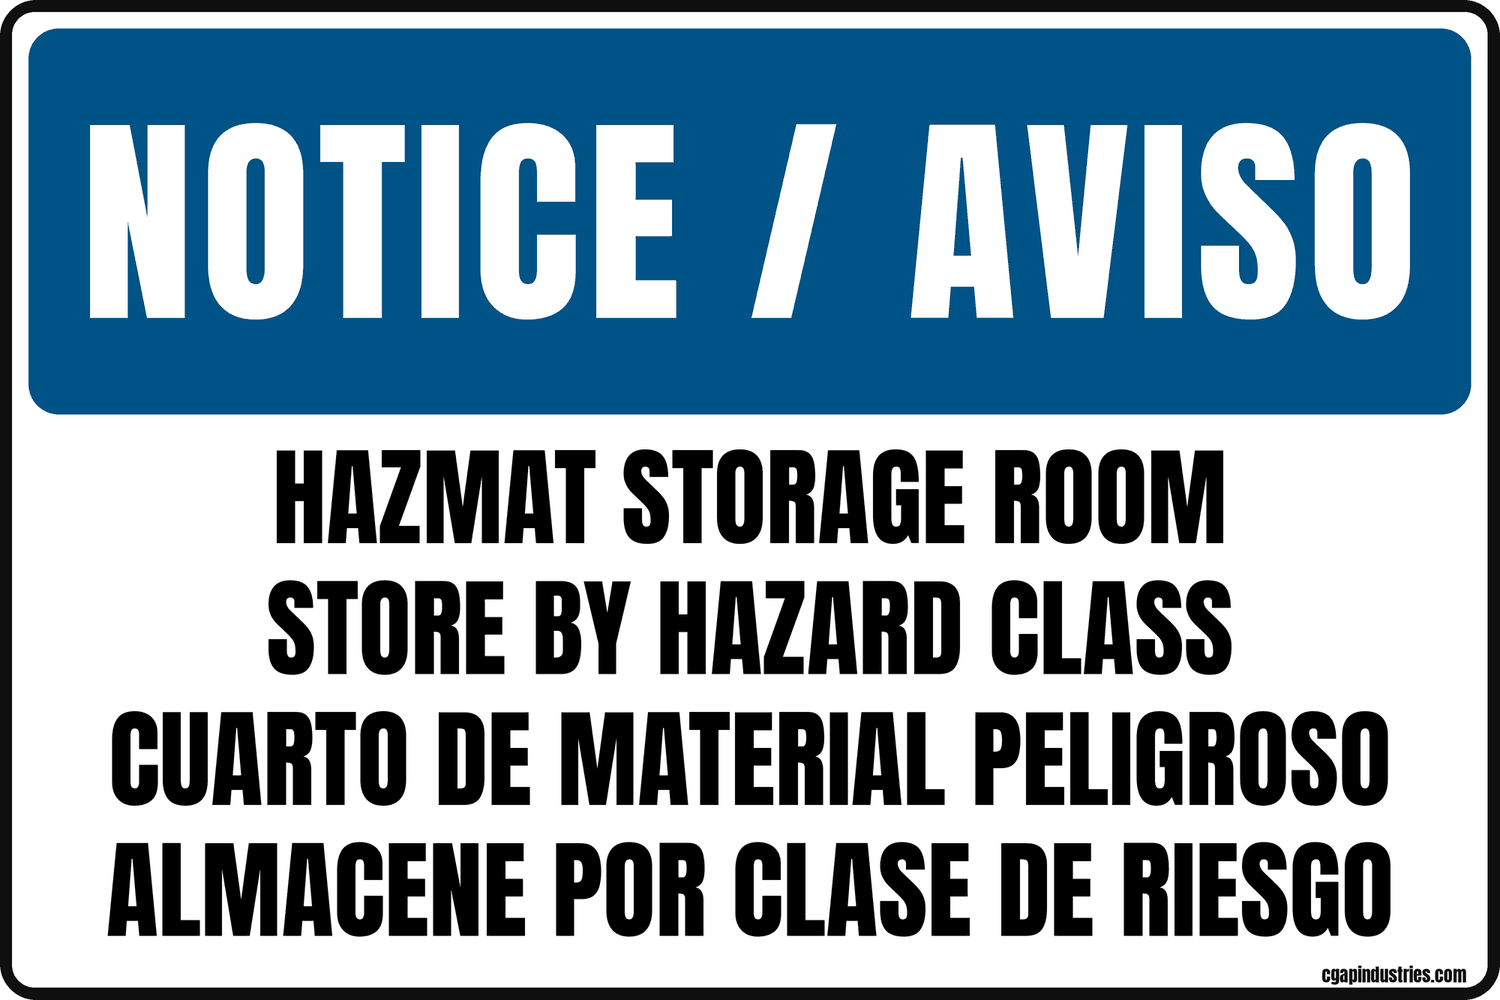 NOTICE / AVISO
HAZMAT STORAGE ROOM
STORE BY HAZARD CLASS
CUARTO DE MATERIAL PELIGROSO
ALMACENE POR CLASE DE RIESGO
cgapindustries.com